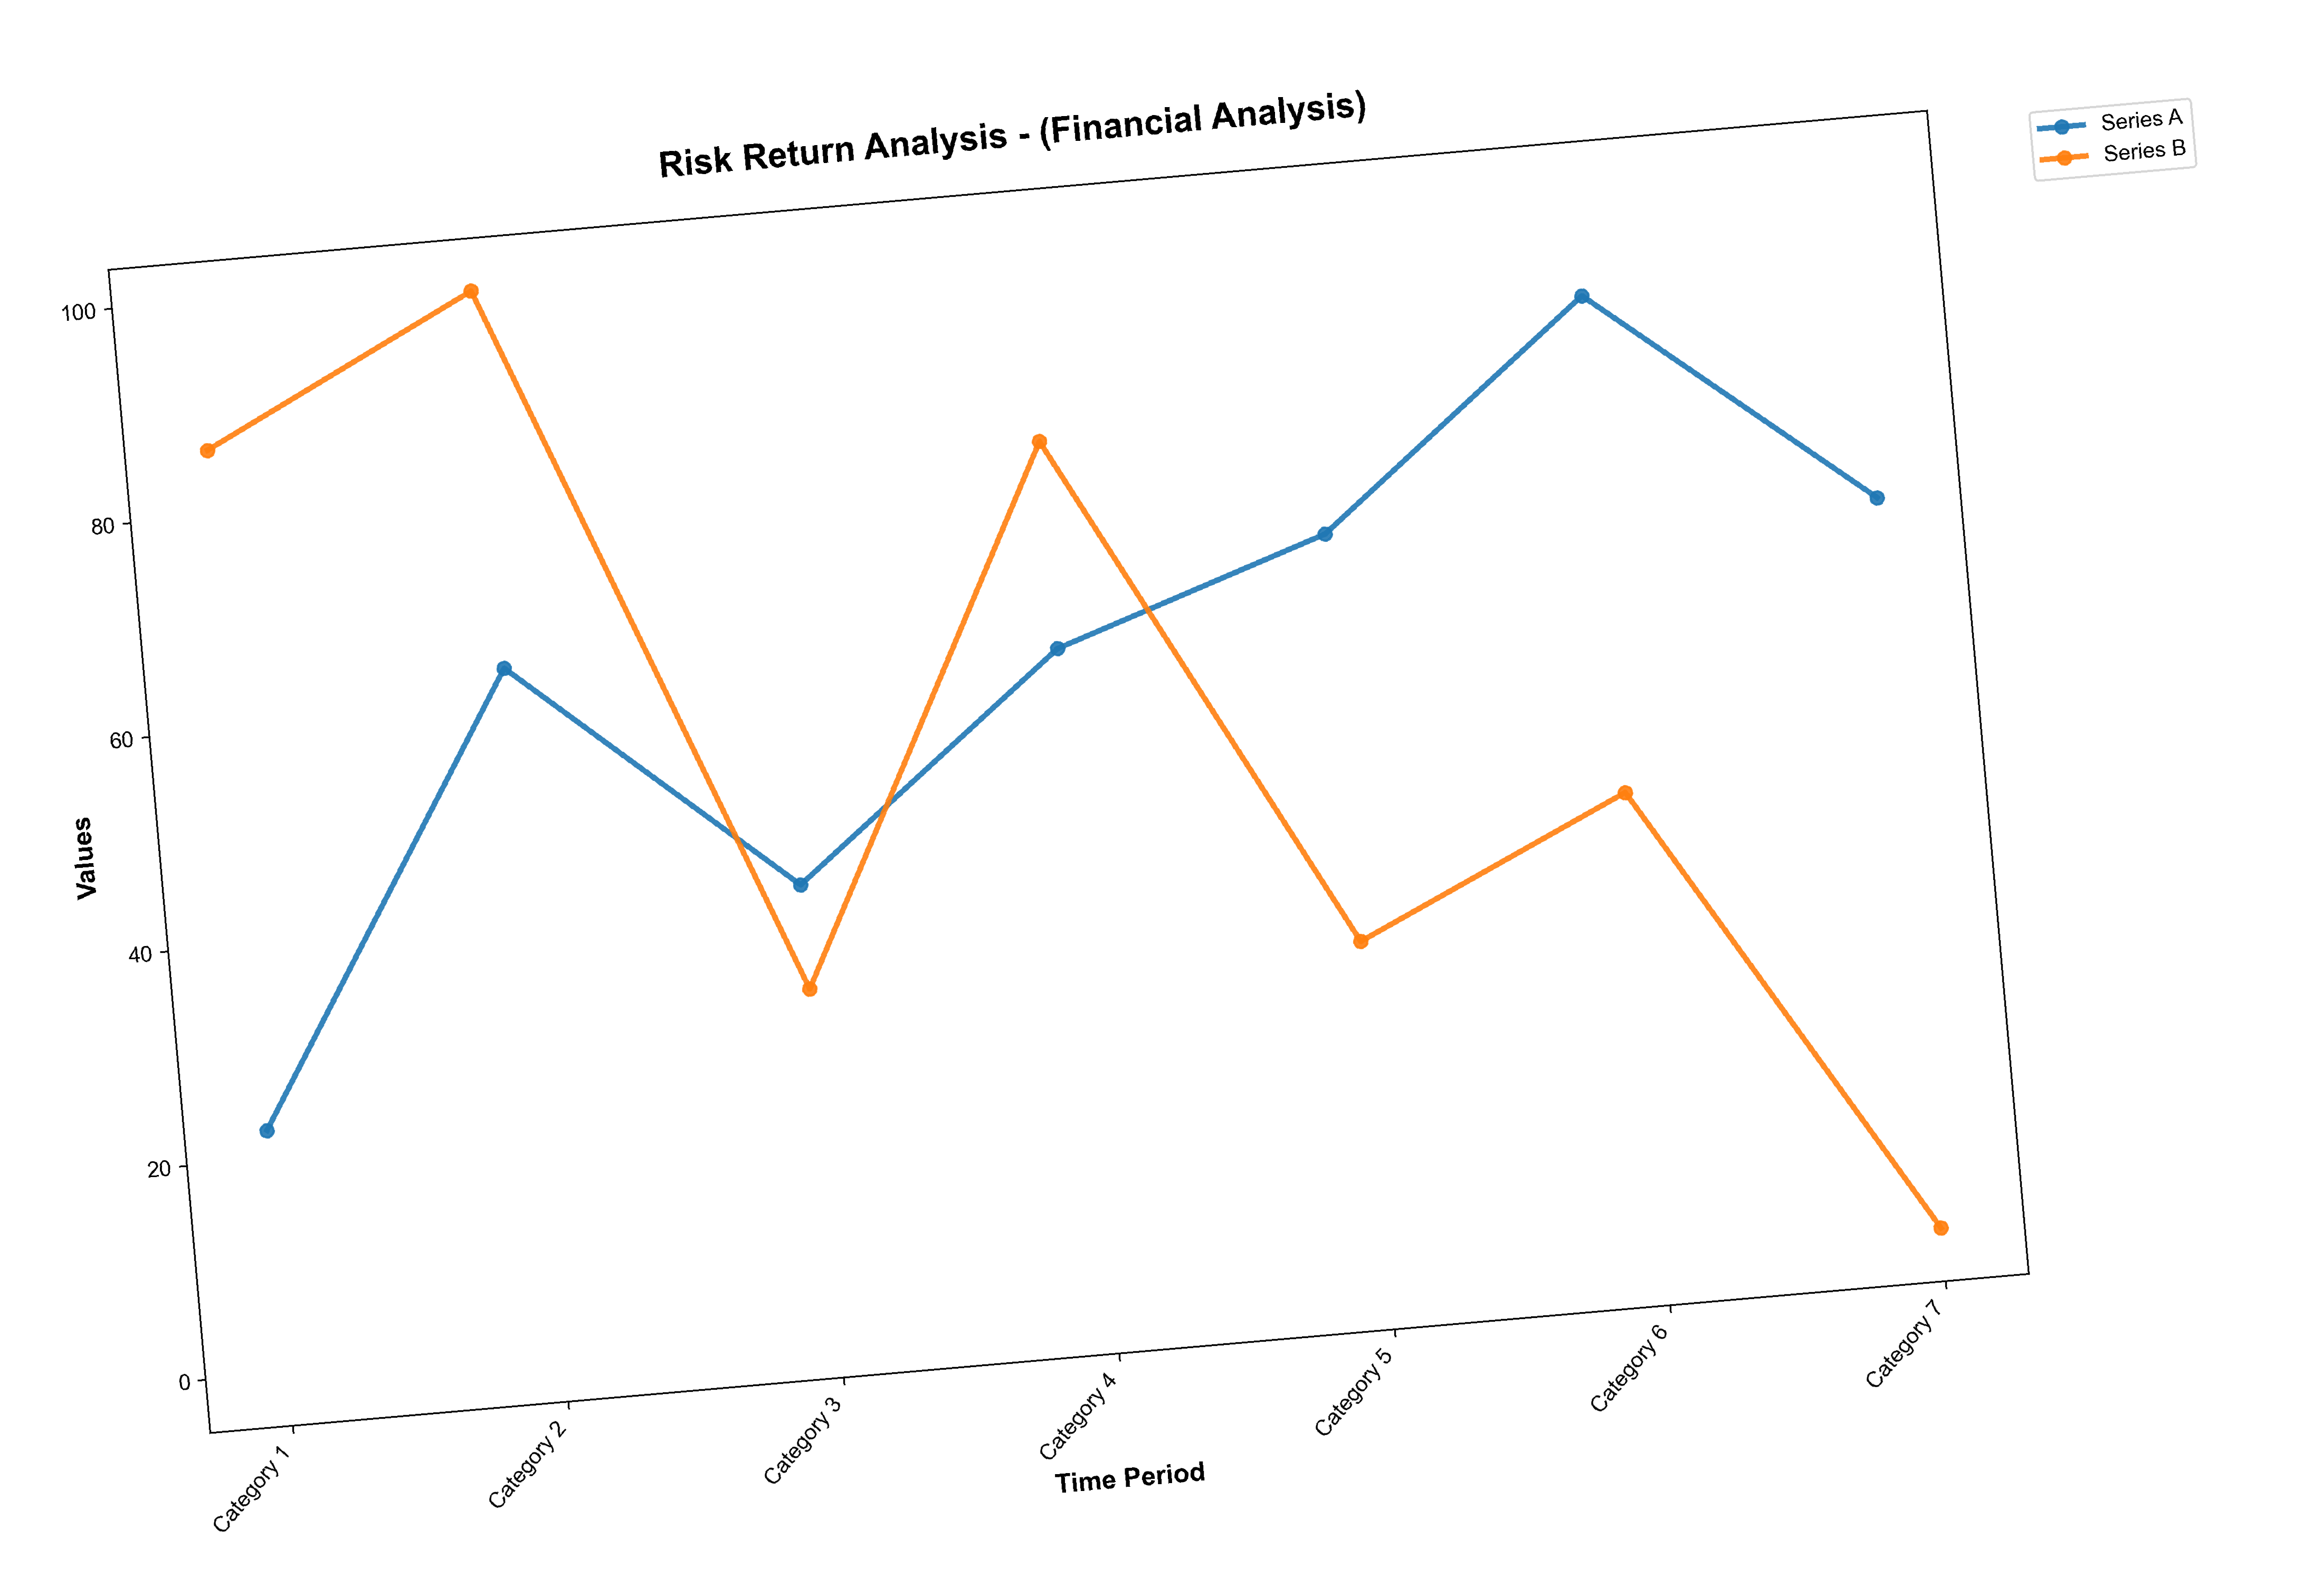 Risk Return Analysis - (Financial Analysis)
Series A
Series B
Values
100
80
60
40
20
0
Category 1
Category 2
Category 3
Category 4
Category 5
Category 6
Category 7
Time Period